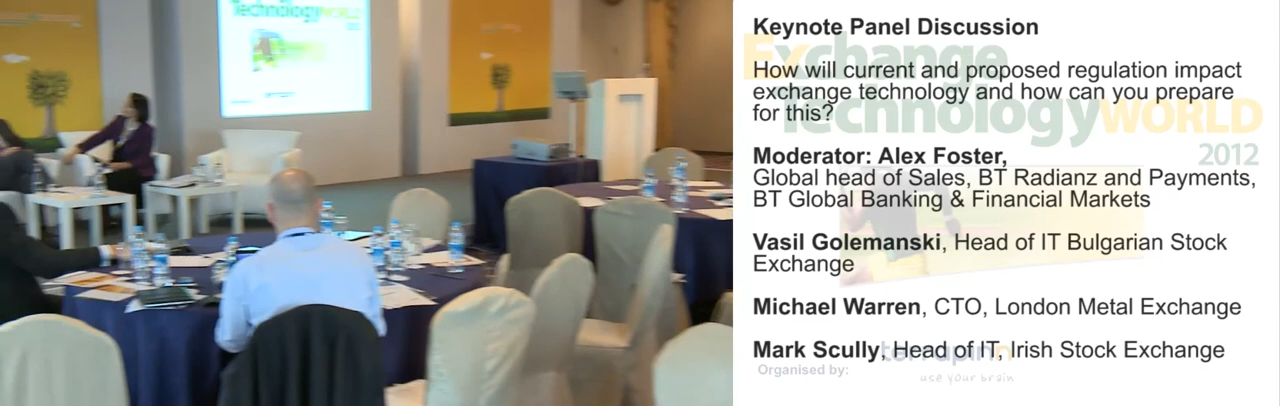 Technology WORLD
Keynote Panel Discussion
Exchange
How will current and proposed regulation impact
exchange technology and how can you prepare
for this?
Technology WORLD
2012
Moderator: Alex Foster,
Global head of Sales, BT Radianz and Payments,
BT Global Banking & Financial Markets
Vasil Golemanski, Head of IT Bulgarian Stock
Exchange
Michael Warren, CTO, London Metal Exchange
Mark Scully, Head of IT, Irish Stock Exchange
Organised by:
terrapinn
use your brain